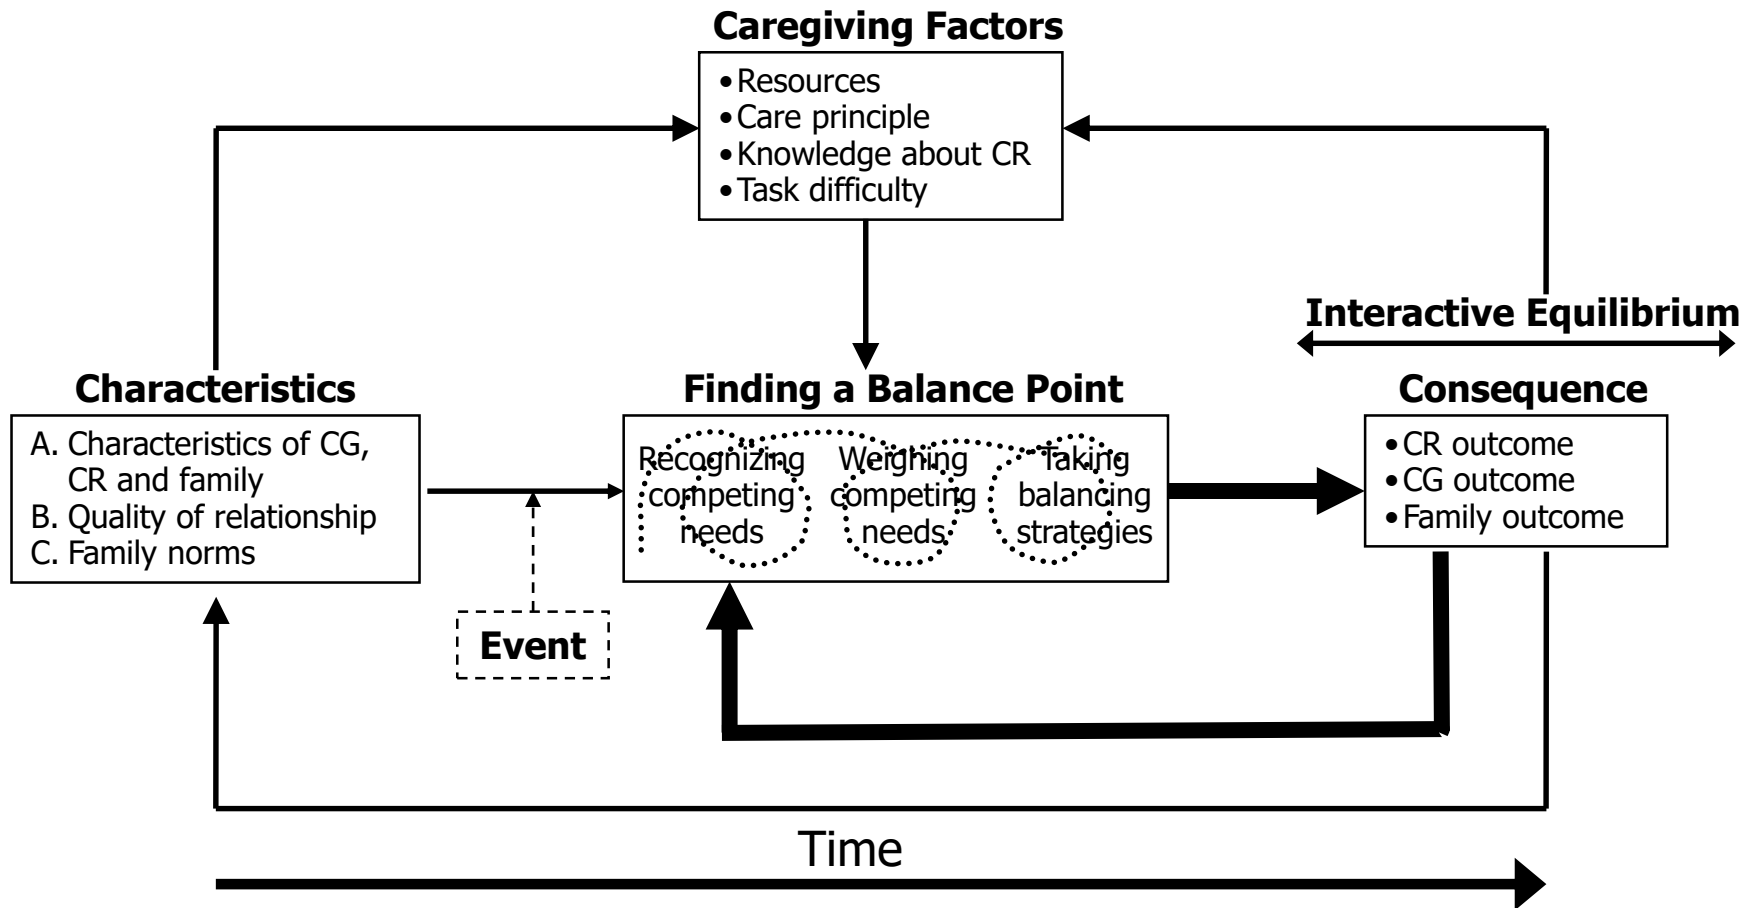 Caregiving Factors
•Resources
•Care principle
•Knowledge about CR
•Task difficulty
Interactive Equilibrium
Characteristics
A. Characteristics of CG,
CR and family
B. Quality of relationship
C. Family norms
Event
Finding a Balance Point
Recognizing
competing
needs
Weighing
competing
needs
Taking
balancing
strategies
Consequence
•CR outcome
•CG outcome
•Family outcome
Time